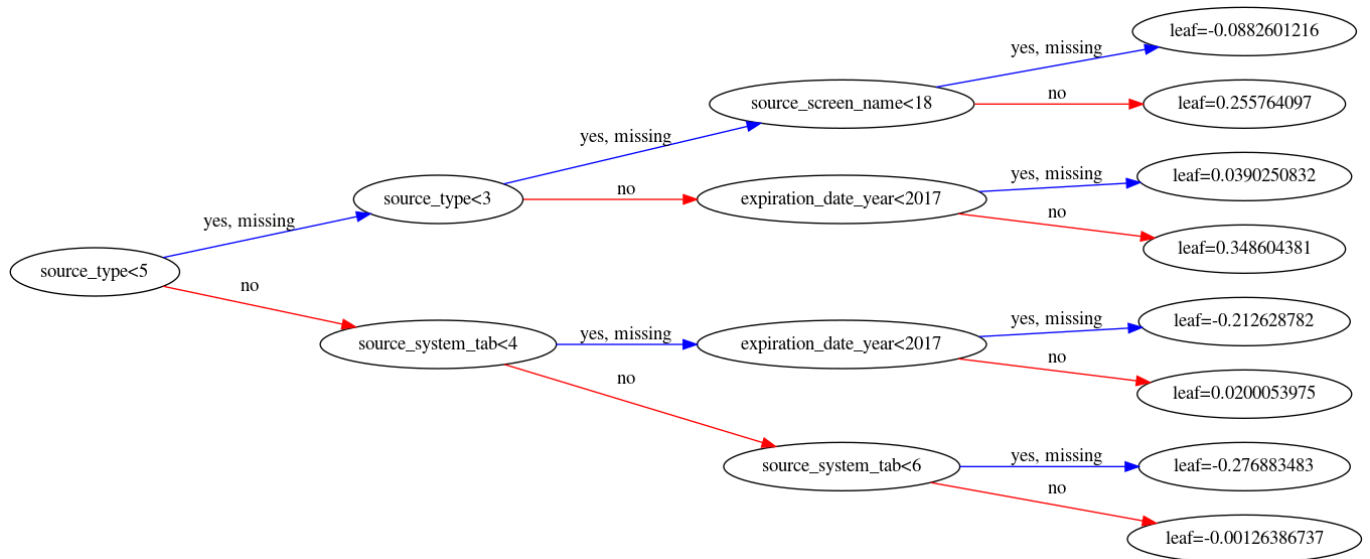 leaf=-0.0882601216
yes, missing
source_screen_name<18
no
leaf=0.255764097
yes, missing
yes, missing
leaf=0.0390250832
source_type<3
no
expiration_date_year<2017
yes, missing
no
leaf=0.348604381
source_type<5
no
yes, missing
leaf=-0.212628782
source_system_tab<4
yes, missing
expiration_date_year<2017
no
leaf=0.0200053975
no
yes, missing
source_system_tab<6
leaf=-0.276883483
no
leaf=-0.00126386737